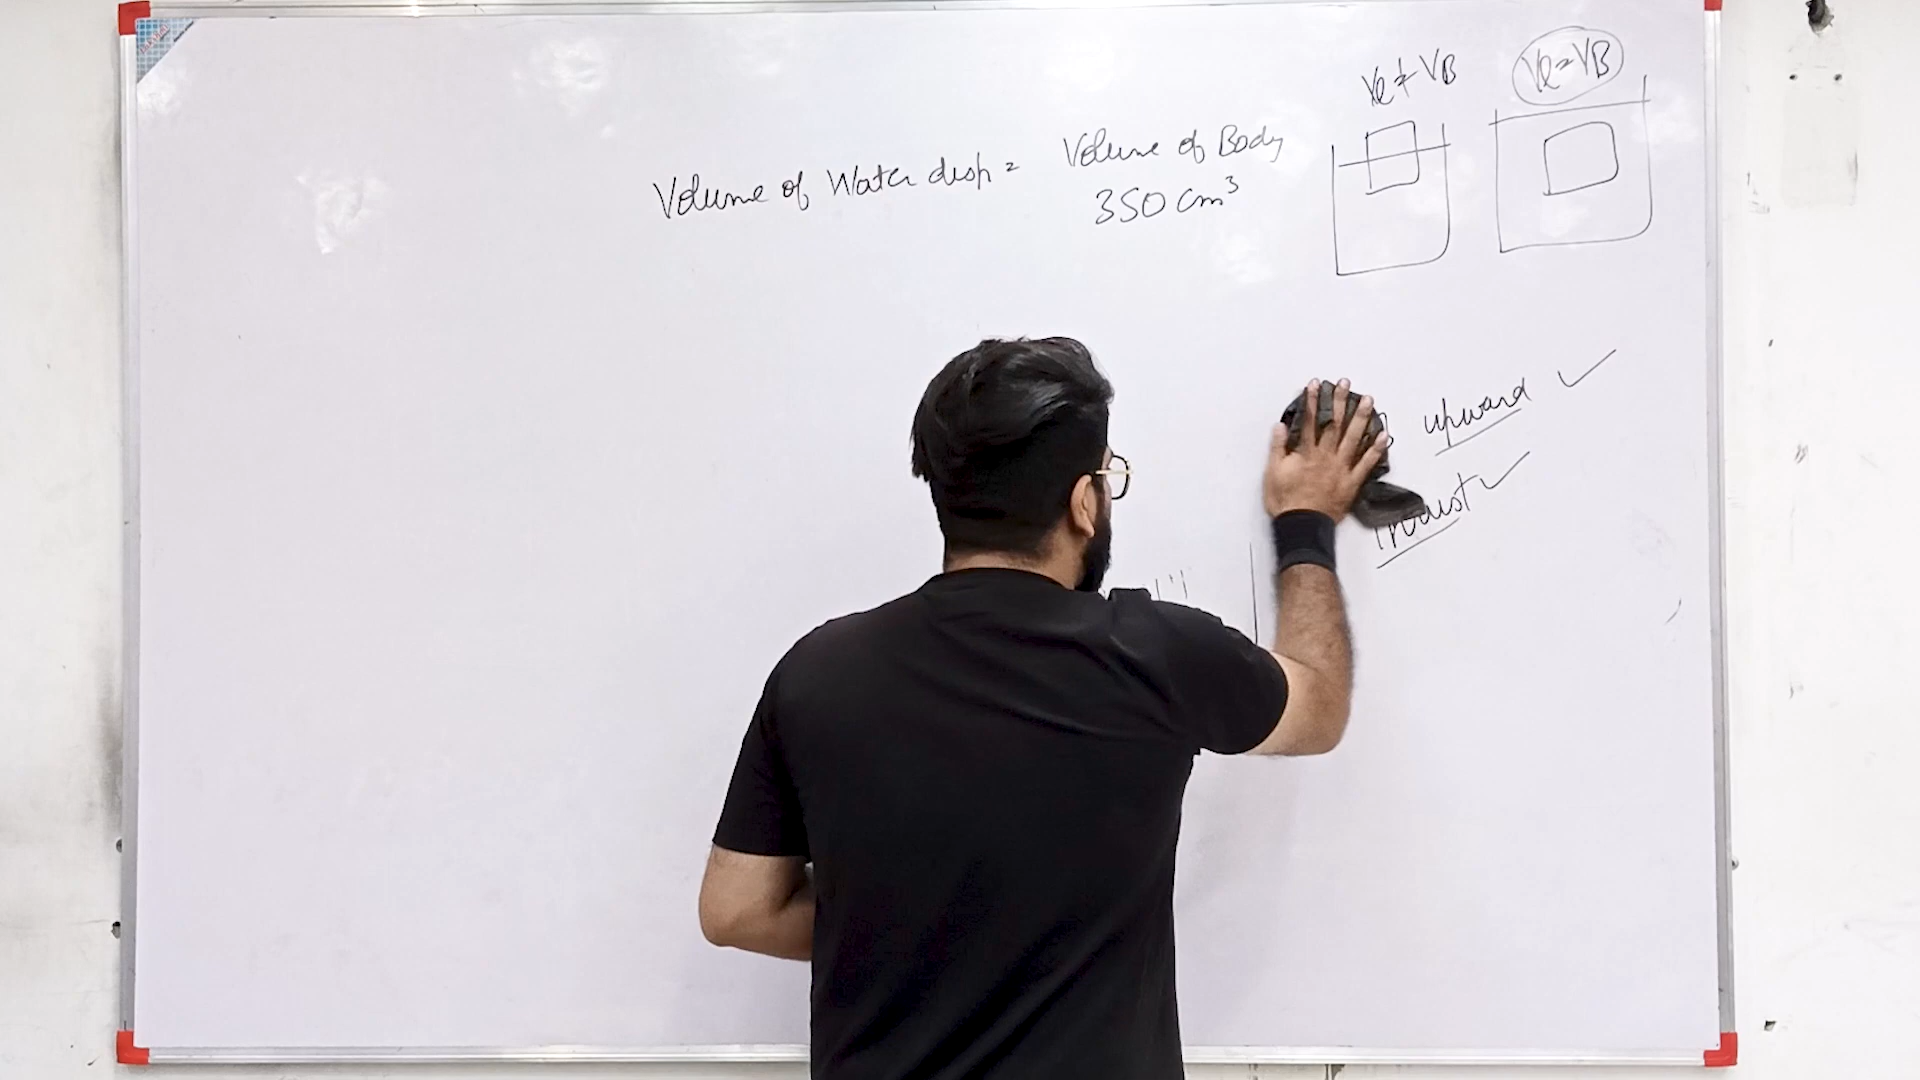 Vl ≠ VB
Vl = VB
Volume of Water disp =
Volume of Body
350 cm³
upward ✓
Thrust ✓